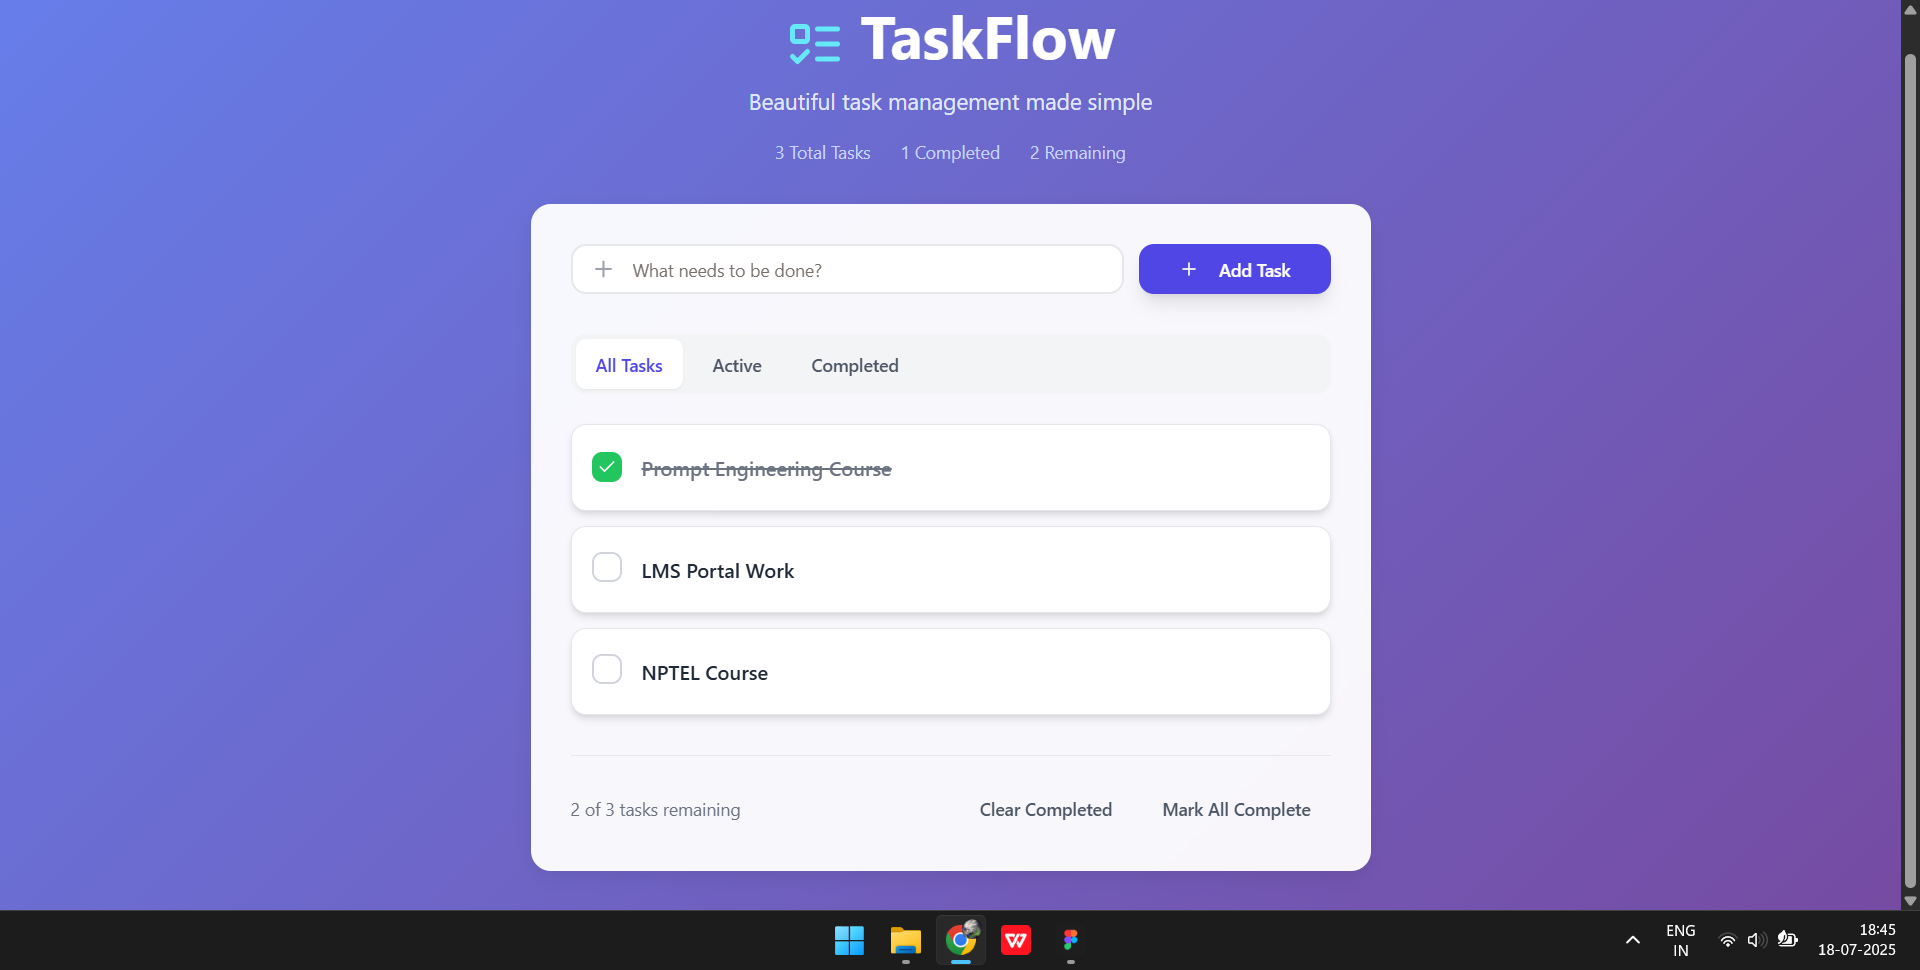 TaskFlow
Beautiful task management made simple
3 Total Tasks 1 Completed 2 Remaining
What needs to be done?
Add Task
All Tasks Active Completed
Prompt Engineering Course
LMS Portal Work
NPTEL Course
2 of 3 tasks remaining Clear Completed Mark All Complete
W
ENG
IN
18:45
18-07-2025